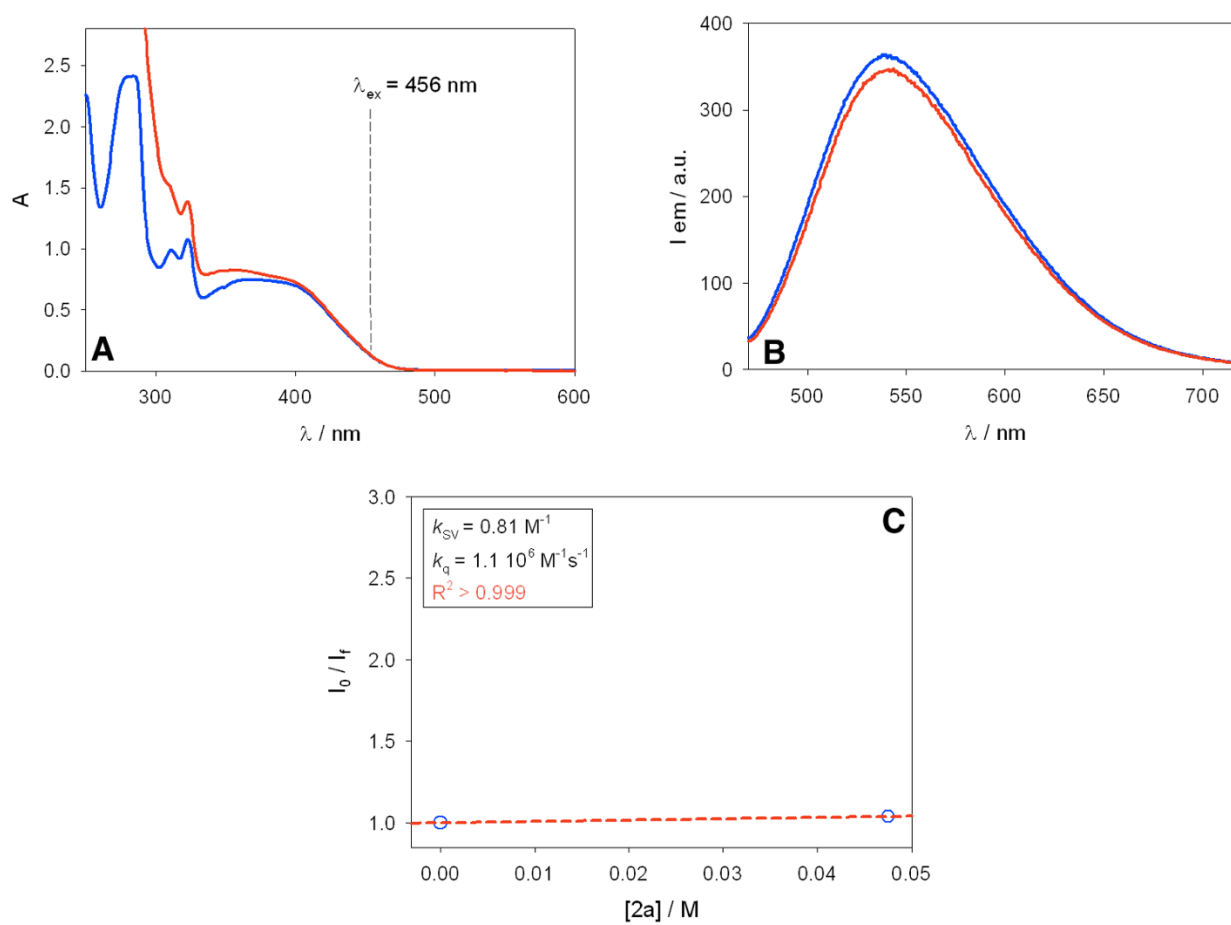 2.5
2.0
1.5
1.0
0.5
0.0
A
λex = 456 nm
A
300
400
500
600
λ / nm
400
300
200
100
0
I em / a.u.
B
500
550
600
650
700
λ / nm
3.0
2.5
2.0
1.5
1.0
I0 / If
kSV = 0.81 M-1
kq = 1.1 10^6 M-1s-1
R^2 > 0.999
C
0.00
0.01
0.02
0.03
0.04
0.05
[2a] / M